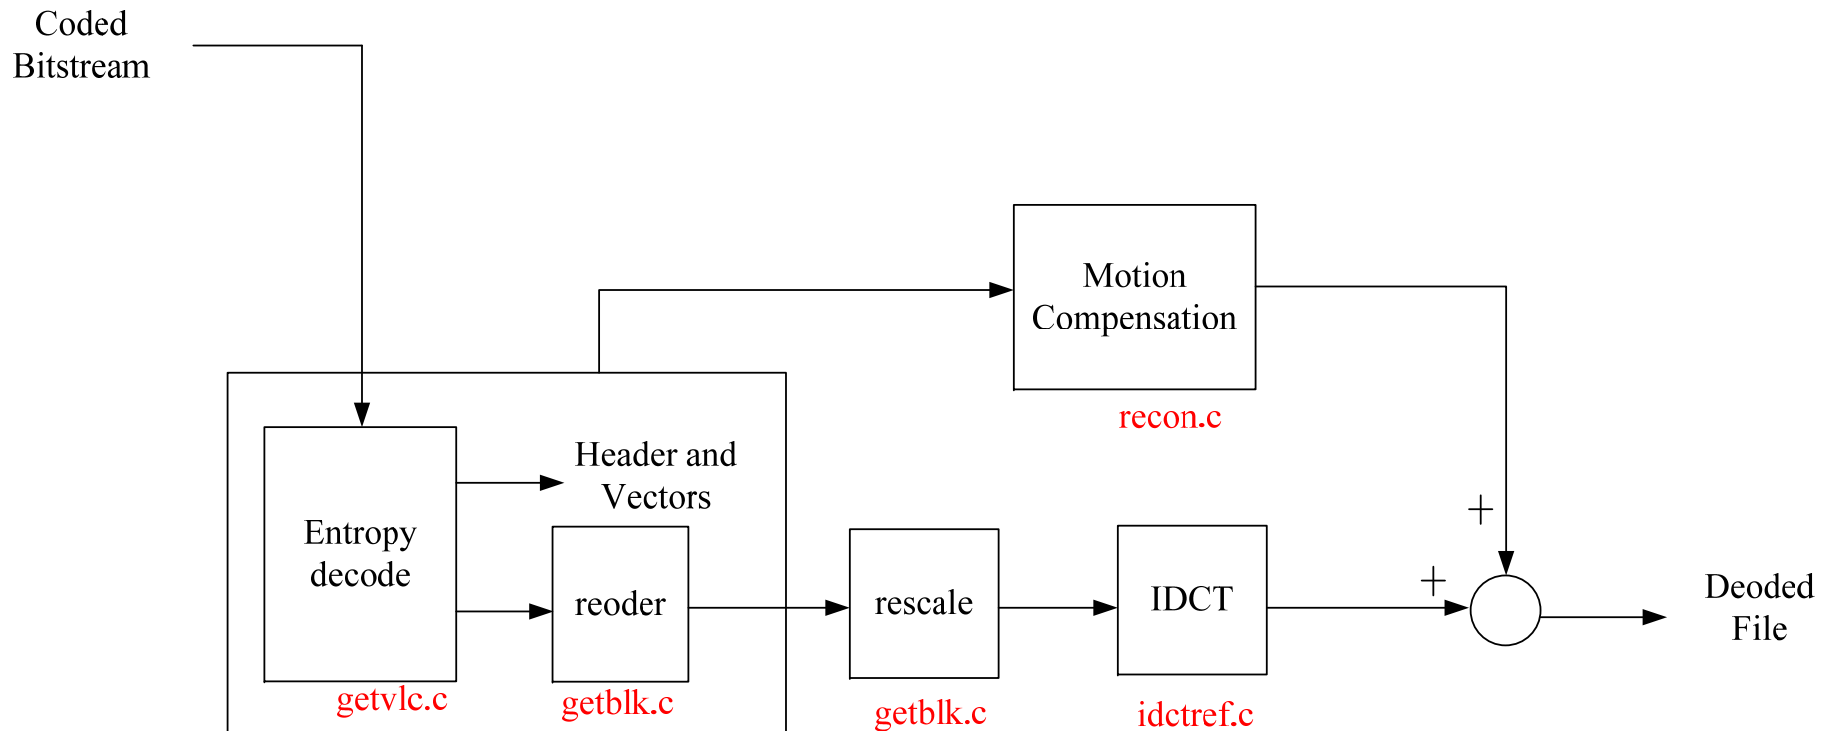 Coded
Bitstream
Motion
Compensation
recon.c
Header and
Vectors
Entropy
decode
reoder
rescale
IDCT
+
+
Deoded
File
getvlc.c
getblk.c
getblk.c
idctref.c